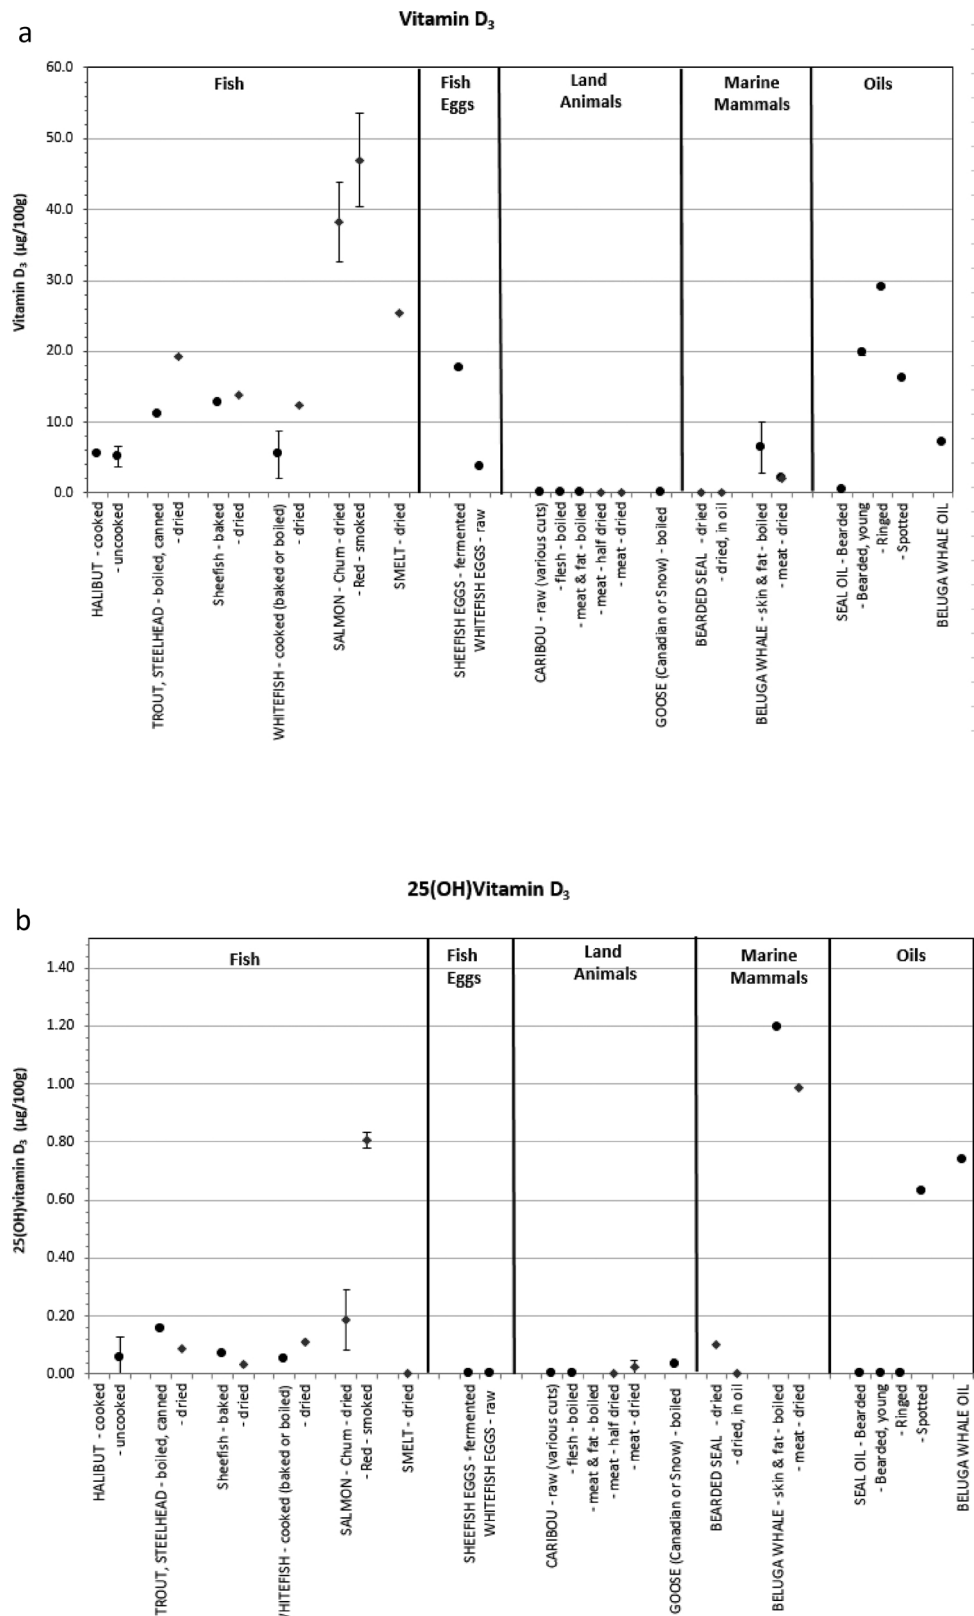 a
Vitamin D3
Fish
Fish Eggs
Land Animals
Marine Mammals
Oils
Vitamin D3 (µg/100g)
60.0
50.0
40.0
30.0
20.0
10.0
0.0
HALIBUT - cooked
- uncooked
TROUT, STEELHEAD - boiled, canned
- dried
Sheefish - baked
- dried
WHITEFISH - cooked (baked or boiled)
- dried
SALMON - Chum - dried
- Red - smoked
SMELT - dried
SHEEFISH EGGS - fermented
WHITEFISH EGGS - raw
CARIBOU - raw (various cuts)
- flesh - boiled
- meat & fat - boiled
- meat - half dried
- meat - dried
GOOSE (Canadian or Snow) - boiled
BEARDED SEAL - dried
- dried, in oil
BELUGA WHALE - skin & fat - boiled
- meat - dried
SEAL OIL - Bearded
- Bearded, young
- Ringed
- Spotted
BELUGA WHALE OIL
b
25(OH)Vitamin D3
Fish
Fish Eggs
Land Animals
Marine Mammals
Oils
25(OH)vitamin D3 (µg/100g)
1.40
1.20
1.00
0.80
0.60
0.40
0.20
0.00
HALIBUT - cooked
- uncooked
TROUT, STEELHEAD - boiled, canned
- dried
Sheefish - baked
- dried
HITEFISH - cooked (baked or boiled)
- dried
SALMON - Chum - dried
- Red - smoked
SMELT - dried
SHEEFISH EGGS - fermented
WHITEFISH EGGS - raw
CARIBOU - raw (various cuts)
- flesh - boiled
- meat & fat - boiled
- meat - half dried
- meat - dried
GOOSE (Canadian or Snow) - boiled
BEARDED SEAL - dried
- dried, in oil
BELUGA WHALE - skin & fat - boiled
- meat - dried
SEAL OIL - Bearded
- Bearded, young
- Ringed
- Spotted
BELUGA WHALE OIL